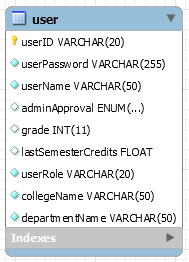 user
userID VARCHAR(20)
userPassword VARCHAR(255)
userName VARCHAR(50)
adminApproval ENUM(...)
grade INT(11)
lastSemesterCredits FLOAT
userRole VARCHAR(20)
collegeName VARCHAR(50)
departmentName VARCHAR(50)
Indexes